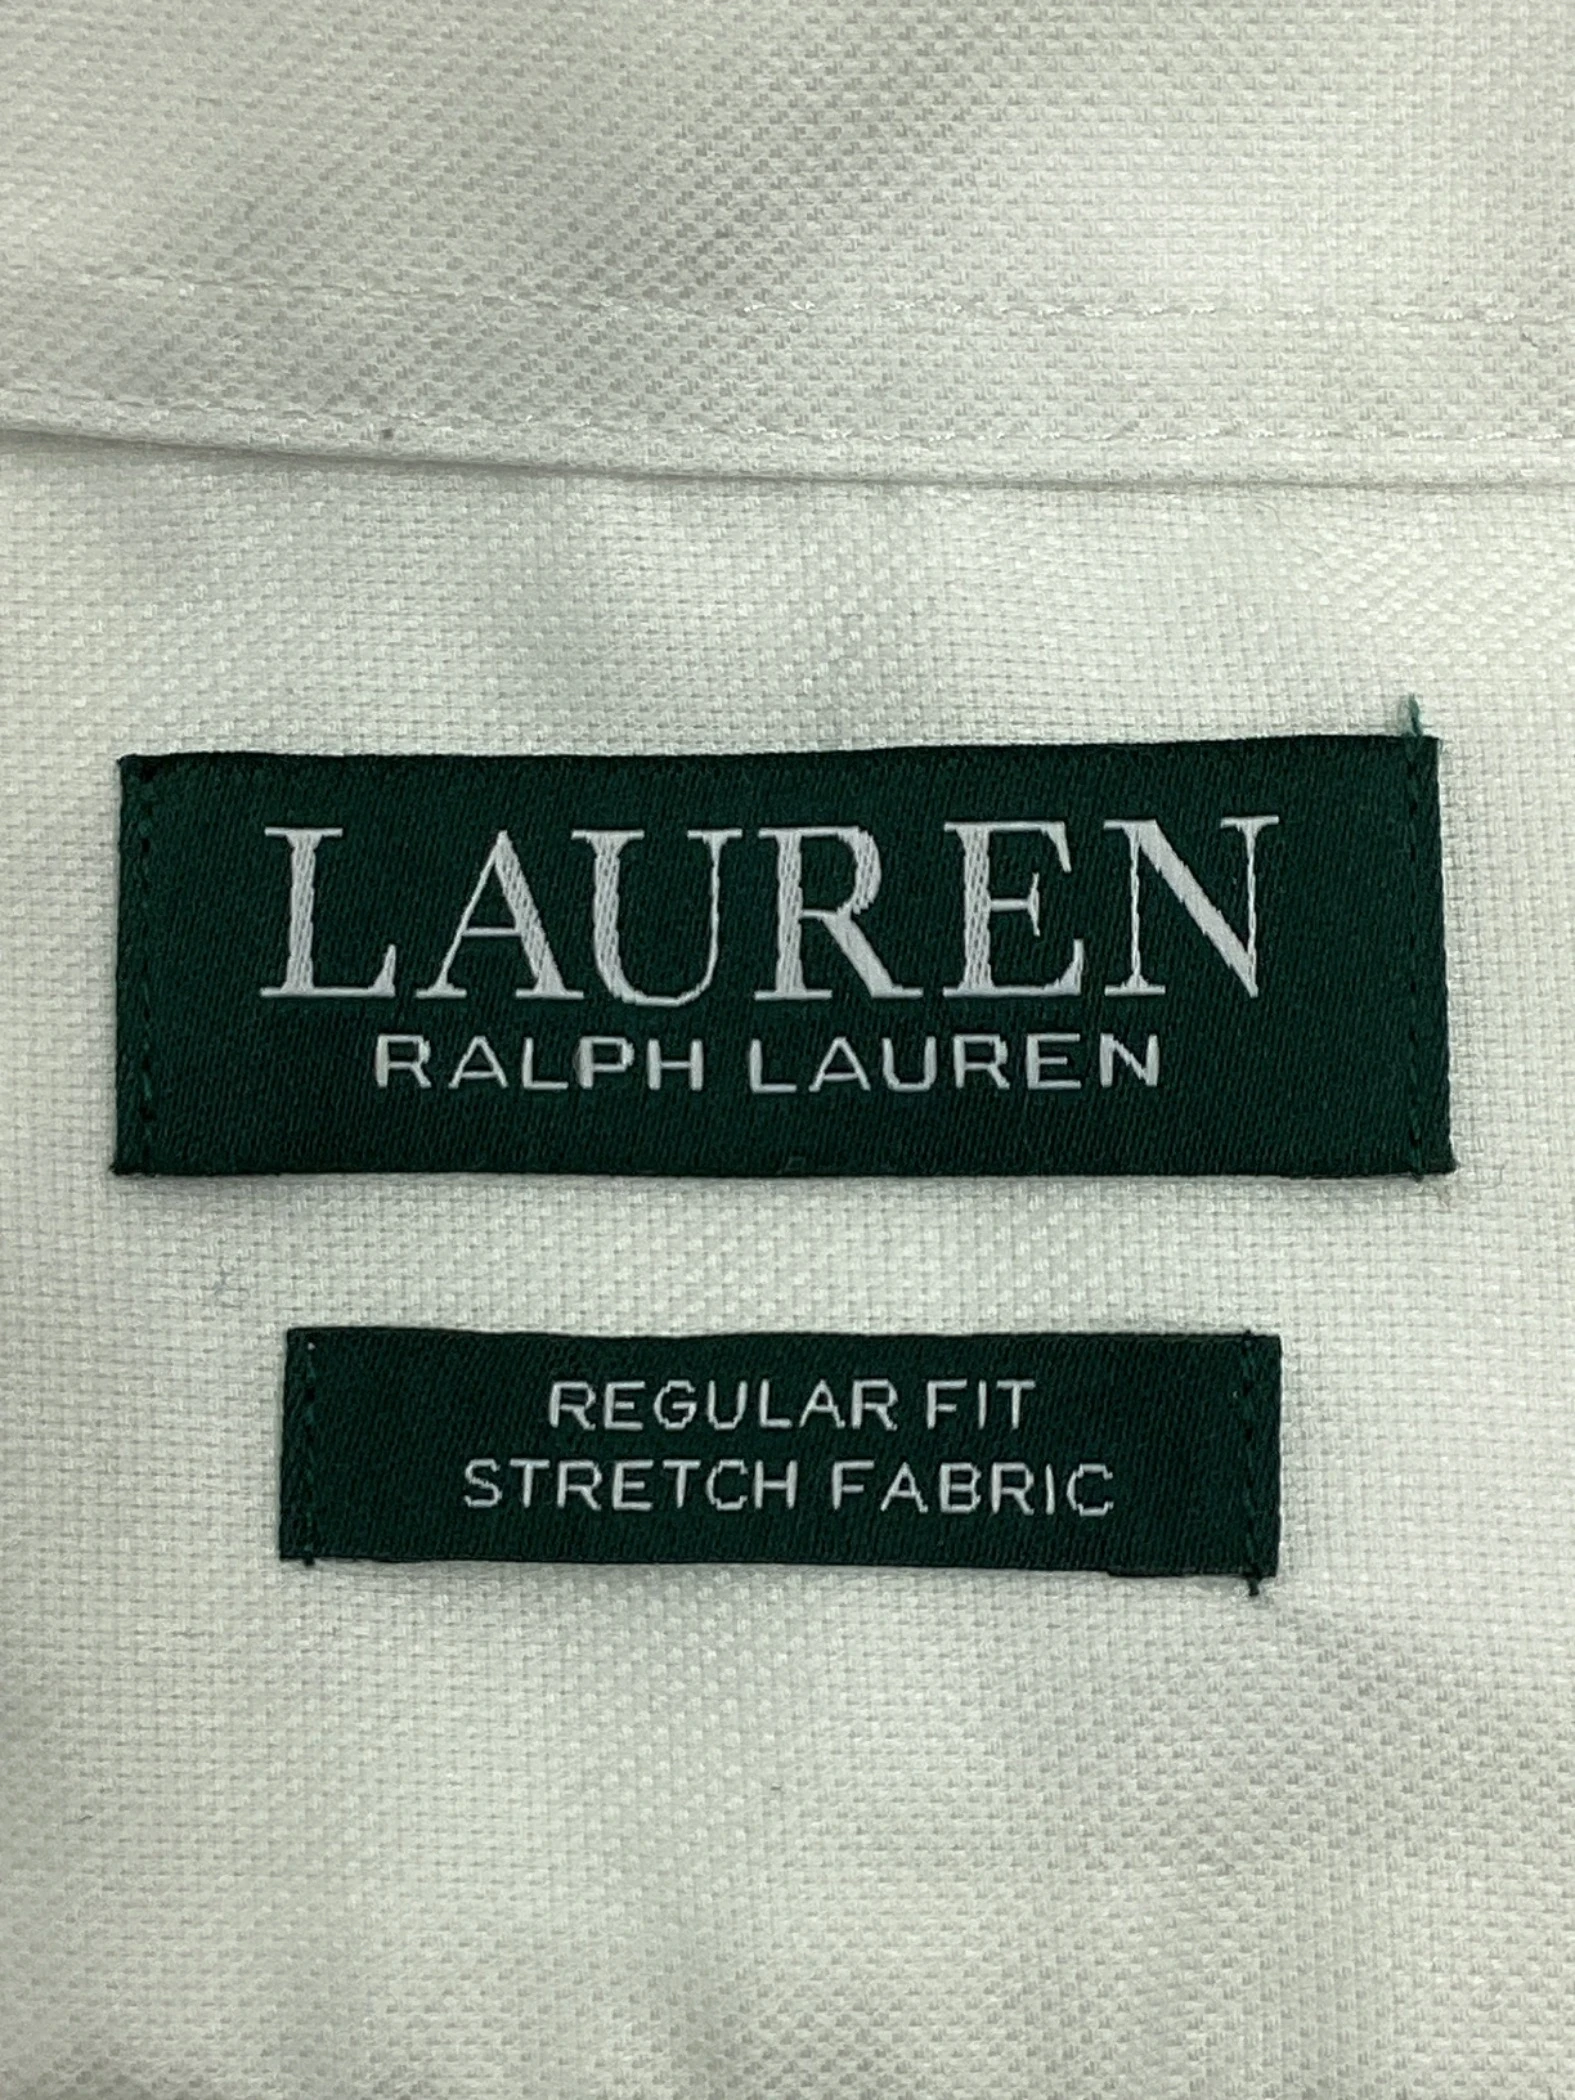 LAUREN
RALPH LAUREN
REGULAR FIT
STRETCH FABRIC